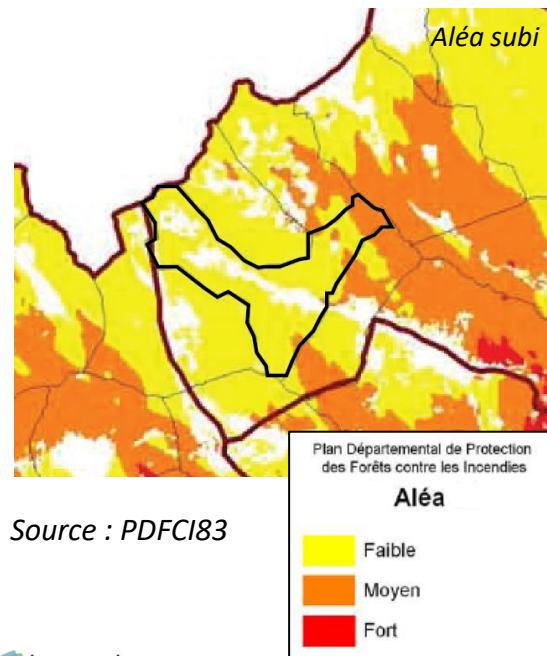 Aléa subi
Plan Départemental de Protection
des Forêts contre les Incendies
Aléa
Source : PDFCI83
Faible
Moyen
Fort